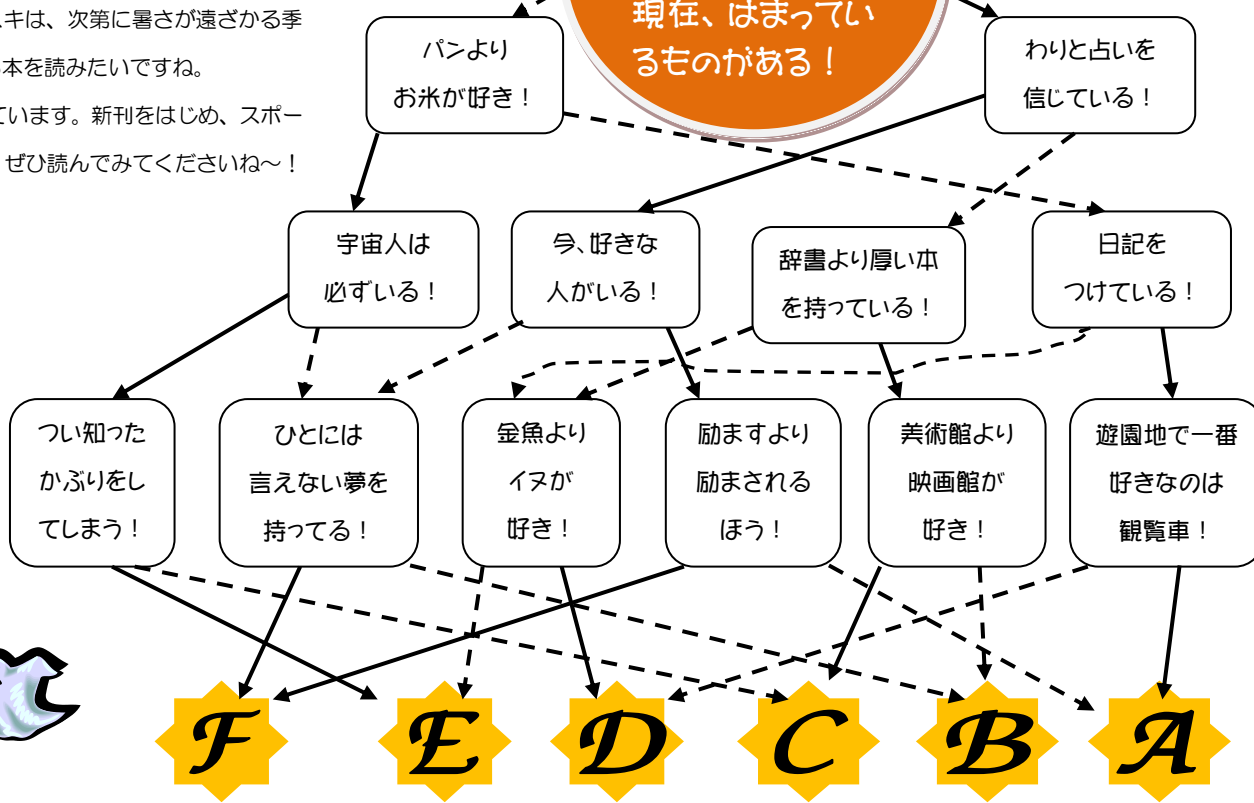 スキは、次第に暑さが遠ざかる季
本を読みたいですね。
ています。新刊をはじめ、スポー
ぜひ読んでみてくださいね～！
現在、はまってい
るものがある！
パンより
お米が好き！
わりと占いを
信じている！
宇宙人は
必ずいる！
今、好きな
人がいる！
辞書より厚い本
を持っている！
日記を
つけている！
つい知った
かぶりをし
てしまう！
ひとには
言えない夢を
持ってる！
金魚より
イヌが
好き！
励ますより
励まされる
ほう！
美術館より
映画館が
好き！
遊園地で一番
好きなのは
観覧車！
F
E
D
C
B
A